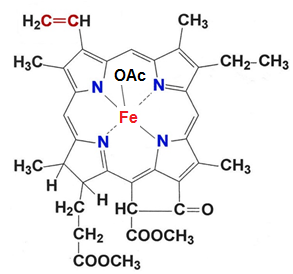 H2C=CH
CH3
H3C
OAc
CH2-CH3
N
N
Fe
N
N
H3C
CH3
H
H
H2C
HC
C=O
CH2
COOCH3
COOCH3